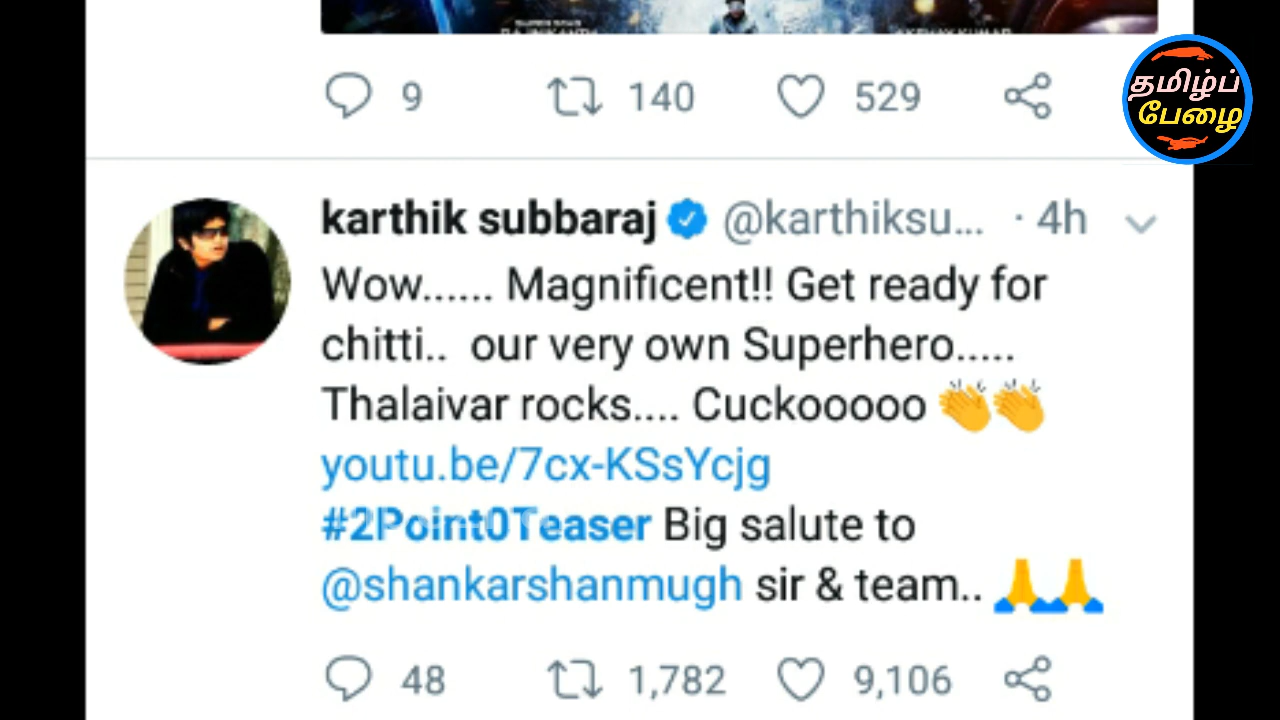 9 140 529
தமிழ்ப்
பேழை
karthik subbaraj @karthiksu... · 4h
Wow...... Magnificent!! Get ready for
chitti.. our very own Superhero.....
Thalaivar rocks.... Cuckooooo 👏👏
youtu.be/7cx-KSsYcjg
#2Point0Teaser Big salute to
@shankarshanmugh sir & team.. 🙏🙏
48 1,782 9,106